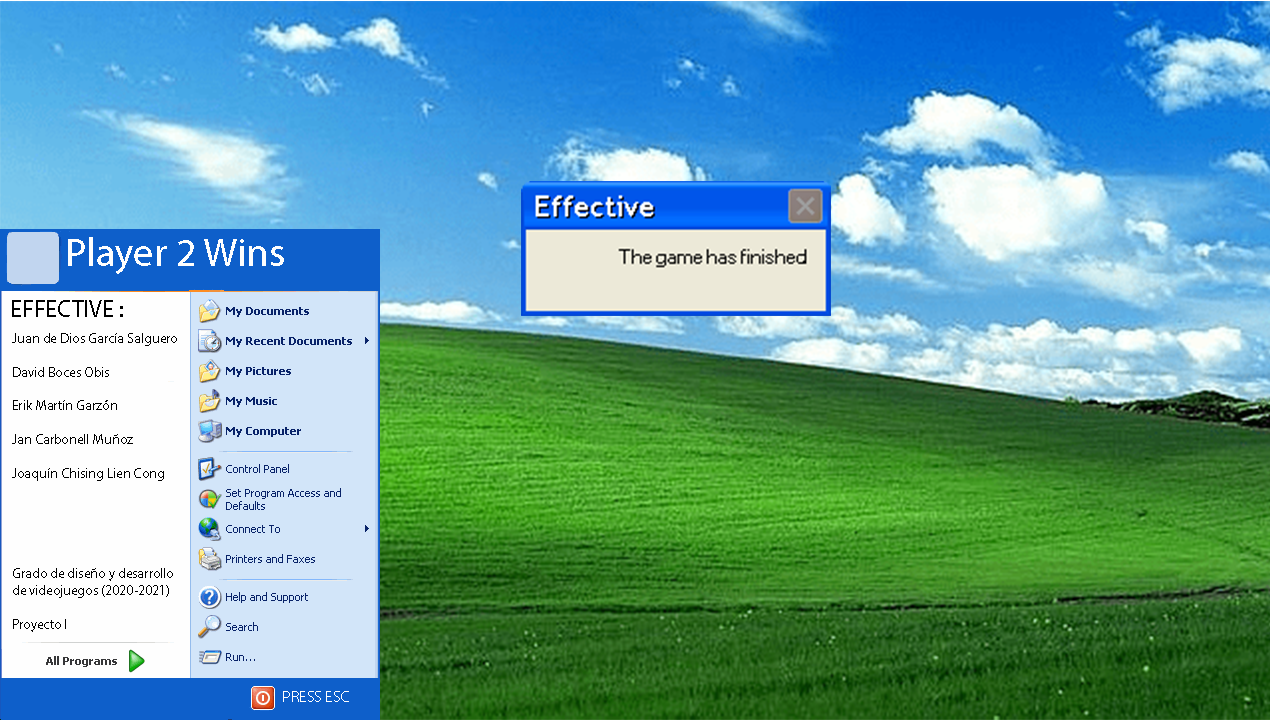 Effective
The game has finished
Player 2 Wins
EFFECTIVE :
Juan de Dios García Salguero
David Boces Obis
Erik Martín Garzón
Jan Carbonell Muñoz
Joaquín Chising Lien Cong
Grado de diseño y desarrollo
de videojuegos (2020-2021)
Proyecto I
All Programs
My Documents
My Recent Documents
My Pictures
My Music
My Computer
Control Panel
Set Program Access and
Defaults
Connect To
Printers and Faxes
Help and Support
Search
Run...
PRESS ESC